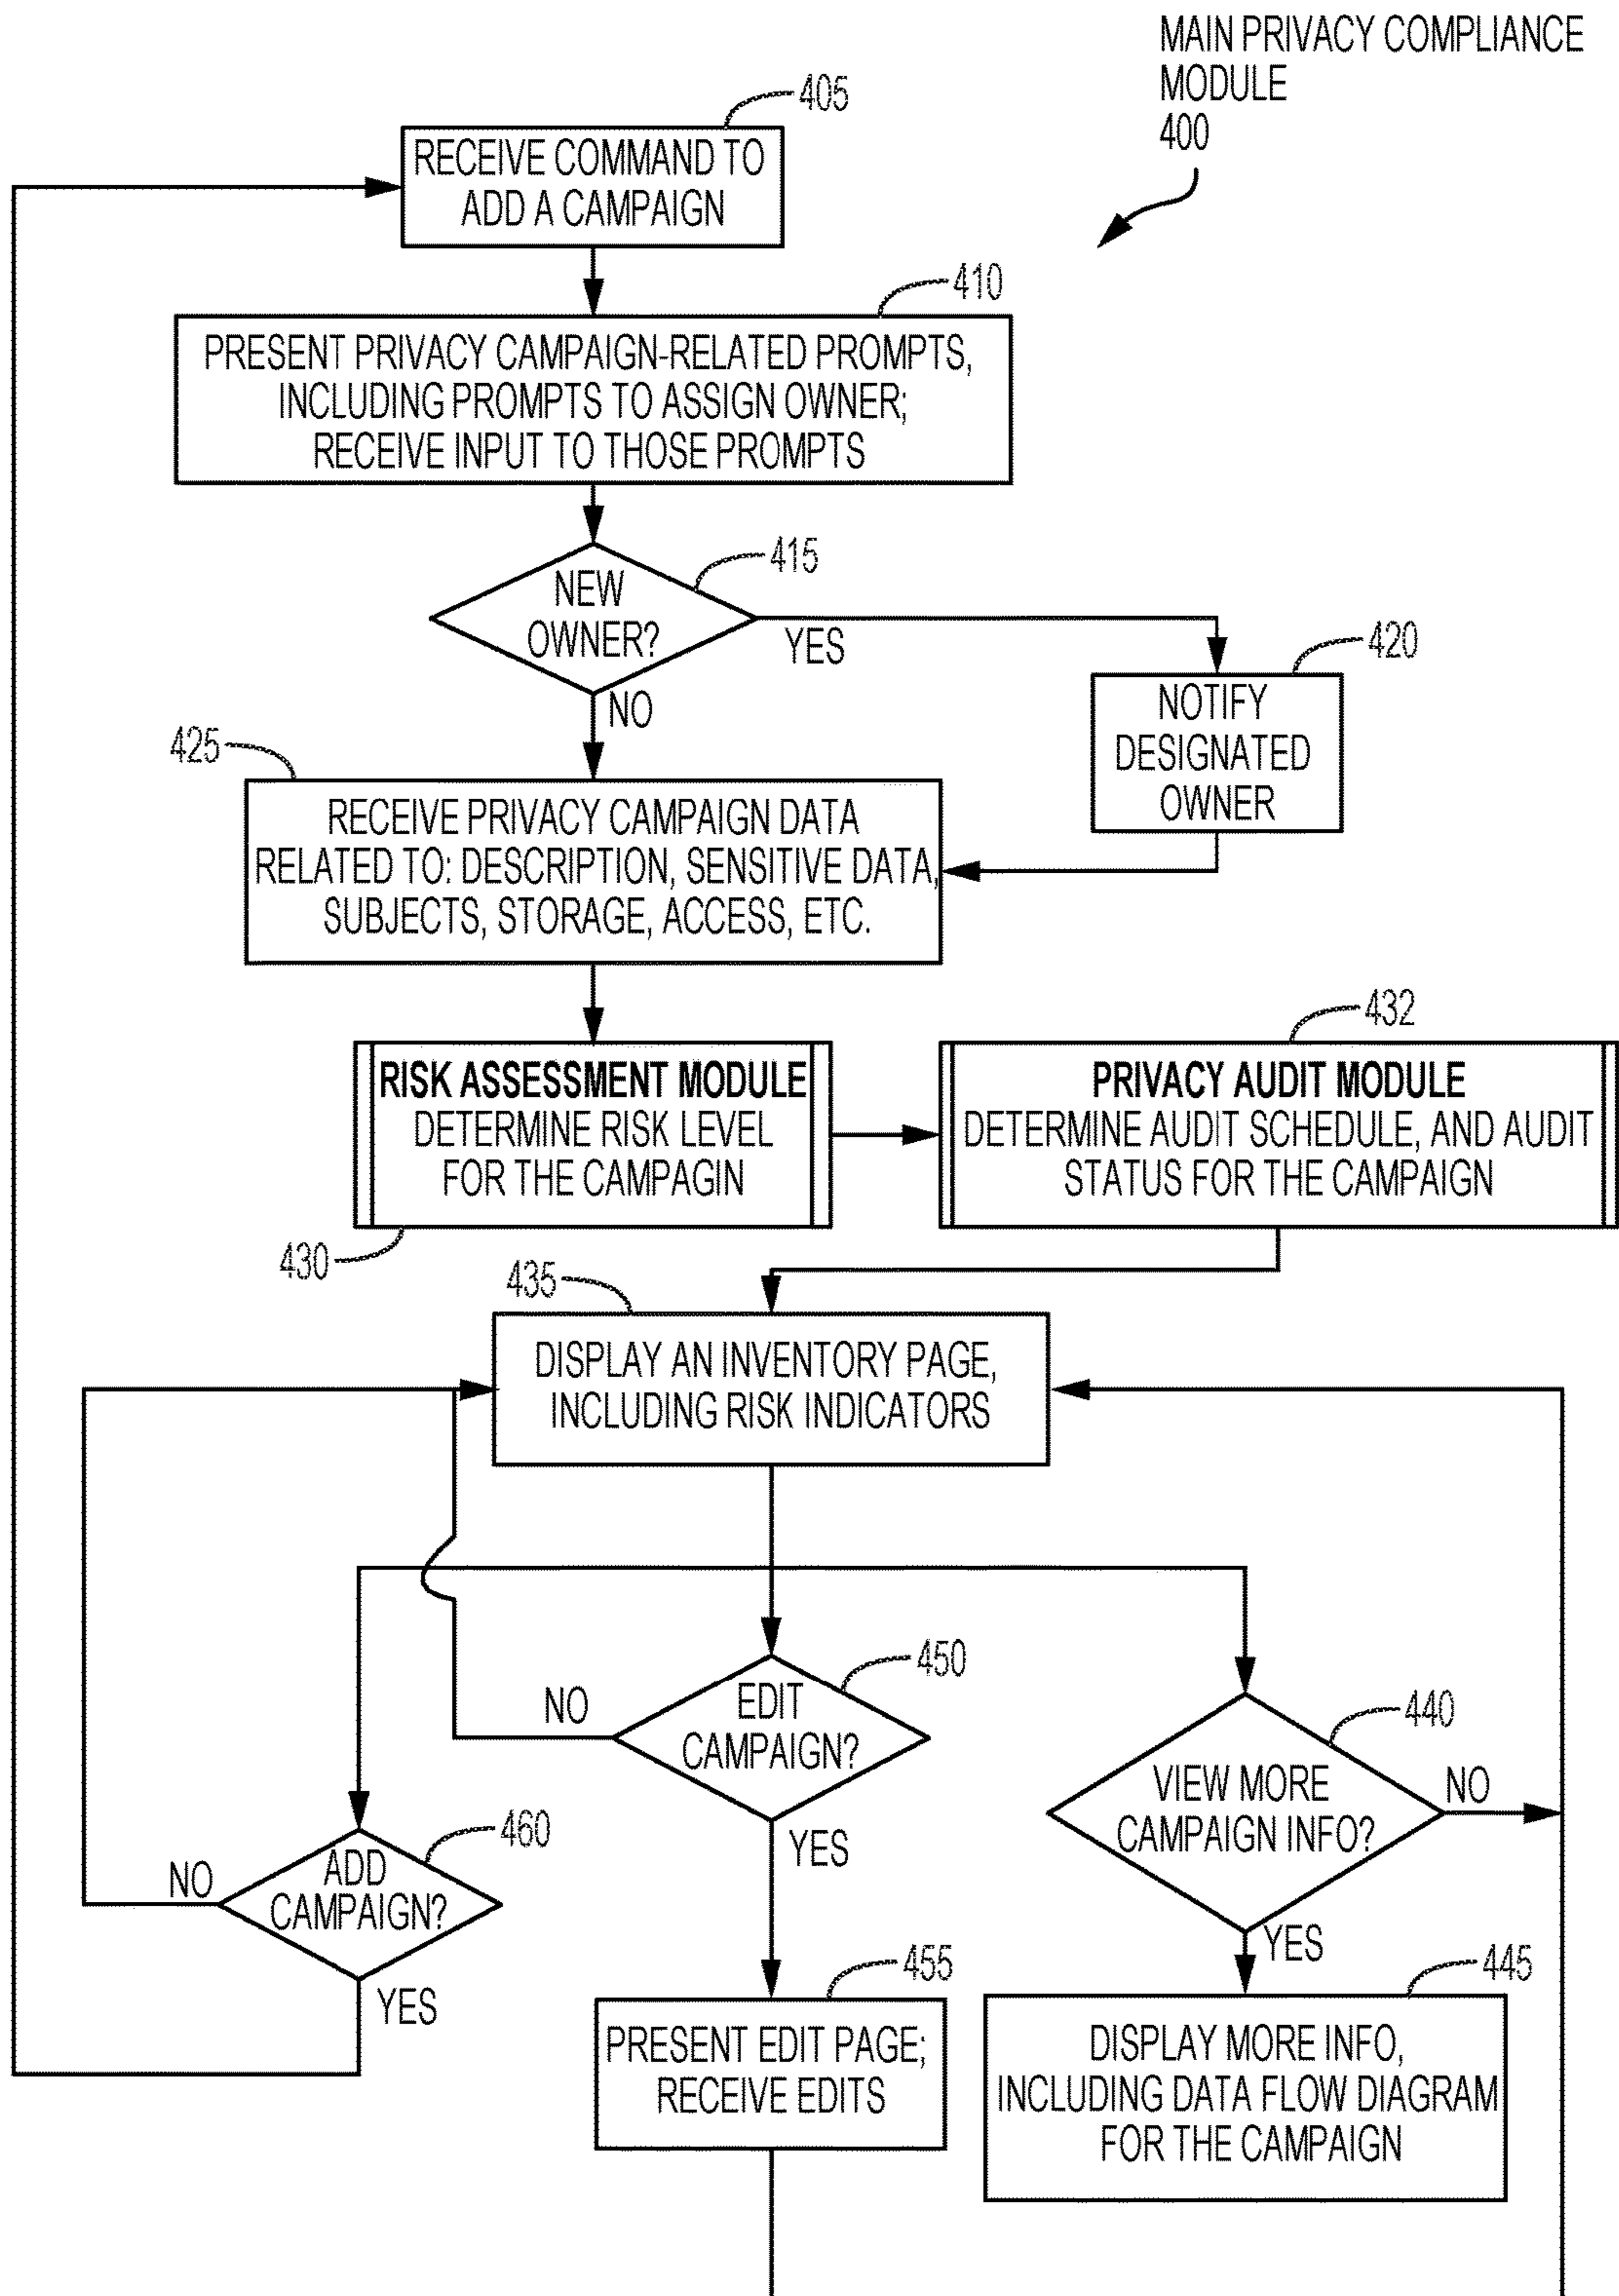 MAIN PRIVACY COMPLIANCE
MODULE
400
405
RECEIVE COMMAND TO
ADD A CAMPAIGN
410
PRESENT PRIVACY CAMPAIGN-RELATED PROMPTS,
INCLUDING PROMPTS TO ASSIGN OWNER;
RECEIVE INPUT TO THOSE PROMPTS
415
NEW
OWNER?
YES
NO
420
NOTIFY
DESIGNATED
OWNER
425
RECEIVE PRIVACY CAMPAIGN DATA
RELATED TO: DESCRIPTION, SENSITIVE DATA,
SUBJECTS, STORAGE, ACCESS, ETC.
RISK ASSESSMENT MODULE
DETERMINE RISK LEVEL
FOR THE CAMPAGIN
430
432
PRIVACY AUDIT MODULE
DETERMINE AUDIT SCHEDULE, AND AUDIT
STATUS FOR THE CAMPAIGN
435
DISPLAY AN INVENTORY PAGE,
INCLUDING RISK INDICATORS
450
EDIT
CAMPAIGN?
NO
YES
440
VIEW MORE
CAMPAIGN INFO?
NO
YES
460
ADD
CAMPAIGN?
NO
YES
455
PRESENT EDIT PAGE;
RECEIVE EDITS
445
DISPLAY MORE INFO,
INCLUDING DATA FLOW DIAGRAM
FOR THE CAMPAIGN